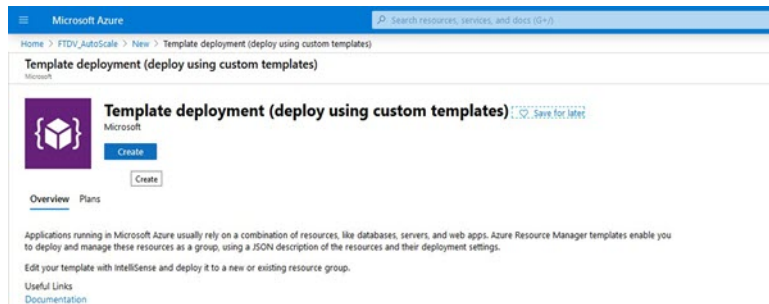 Microsoft Azure
Search resources, services, and docs (G+/)
Home > FTDV_AutoScale > New > Template deployment (deploy using custom templates)
Template deployment (deploy using custom templates)
Microsoft
Template deployment (deploy using custom templates)
Save for later
Microsoft
Create
Create
Overview Plans
Applications running in Microsoft Azure usually rely on a combination of resources, like databases, servers, and web apps. Azure Resource Manager templates enable you
to deploy and manage these resources as a group, using a JSON description of the resources and their deployment settings.
Edit your template with IntelliSense and deploy it to a new or existing resource group.
Useful Links
Documentation